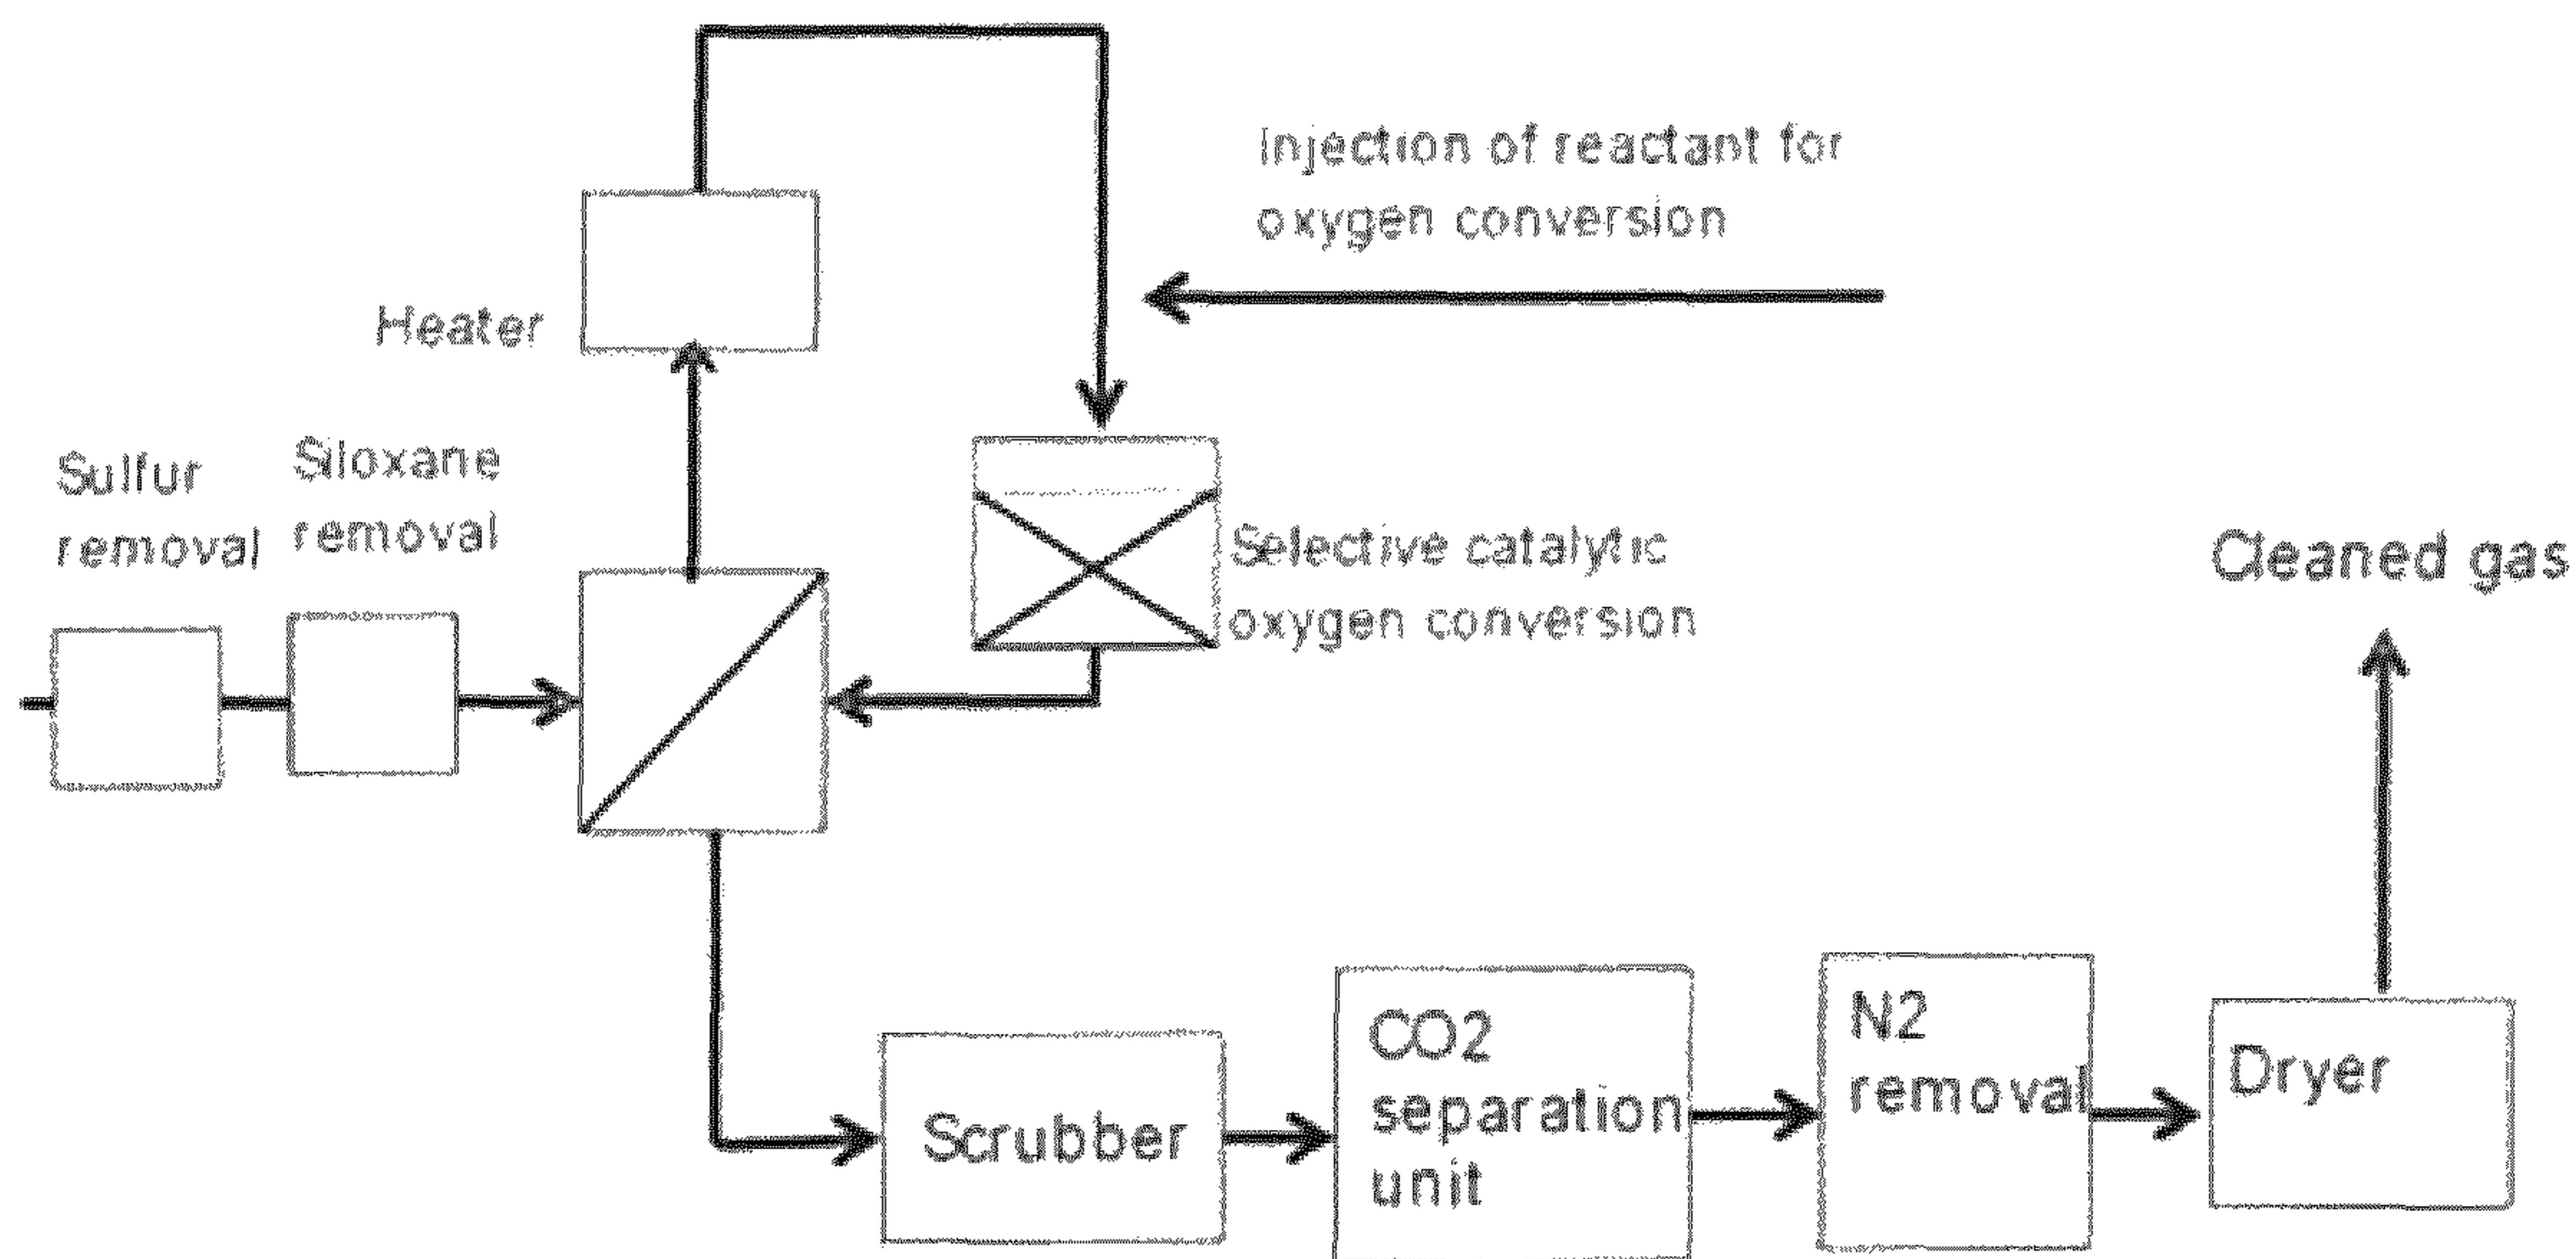 Injection of reactant for
oxygen conversion
Heater
Sulfur
removal
Siloxane
removal
Selective catalytic
oxygen conversion
Cleaned gas
Scrubber
CO2
separation
unit
N2
removal
Dryer